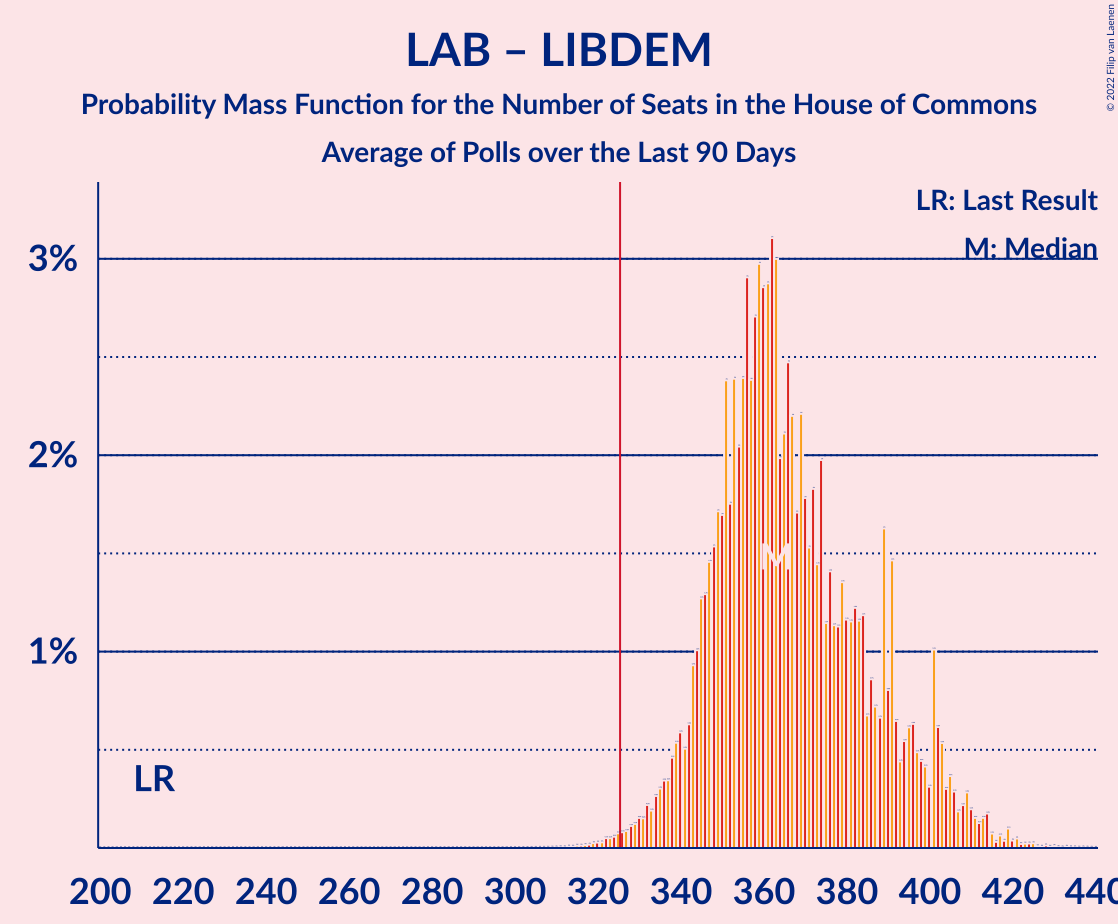 LAB – LIBDEM
Probability Mass Function for the Number of Seats in the House of Commons
Average of Polls over the Last 90 Days
© 2022 Filip van Laenen
LR: Last Result
M: Median
3%
2%
1%
M
LR
200 220 240 260 280 300 320 340 360 380 400 420 440